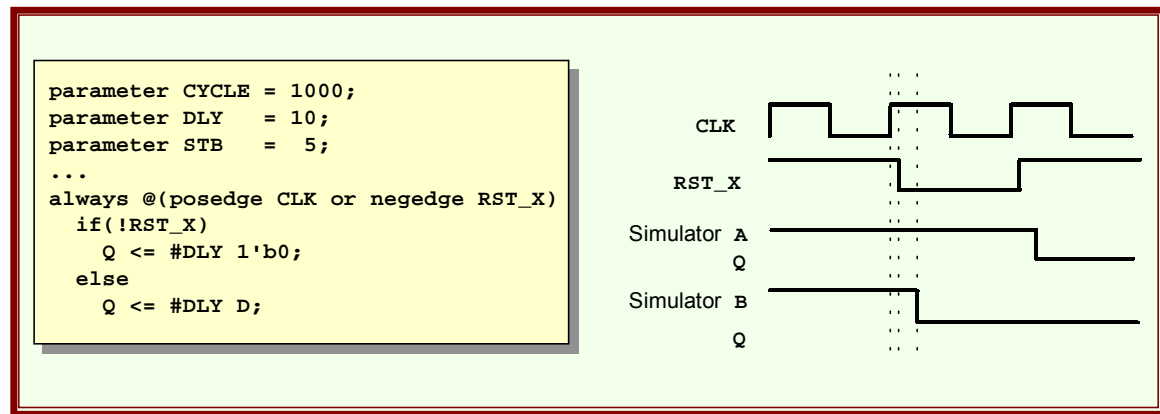 parameter CYCLE = 1000;
parameter DLY   = 10;
parameter STB   =  5;
...
always @(posedge CLK or negedge RST_X)
  if(!RST_X)
    Q <= #DLY 1'b0;
  else
    Q <= #DLY D;
CLK
RST_X
Simulator A
Q
Simulator B
Q